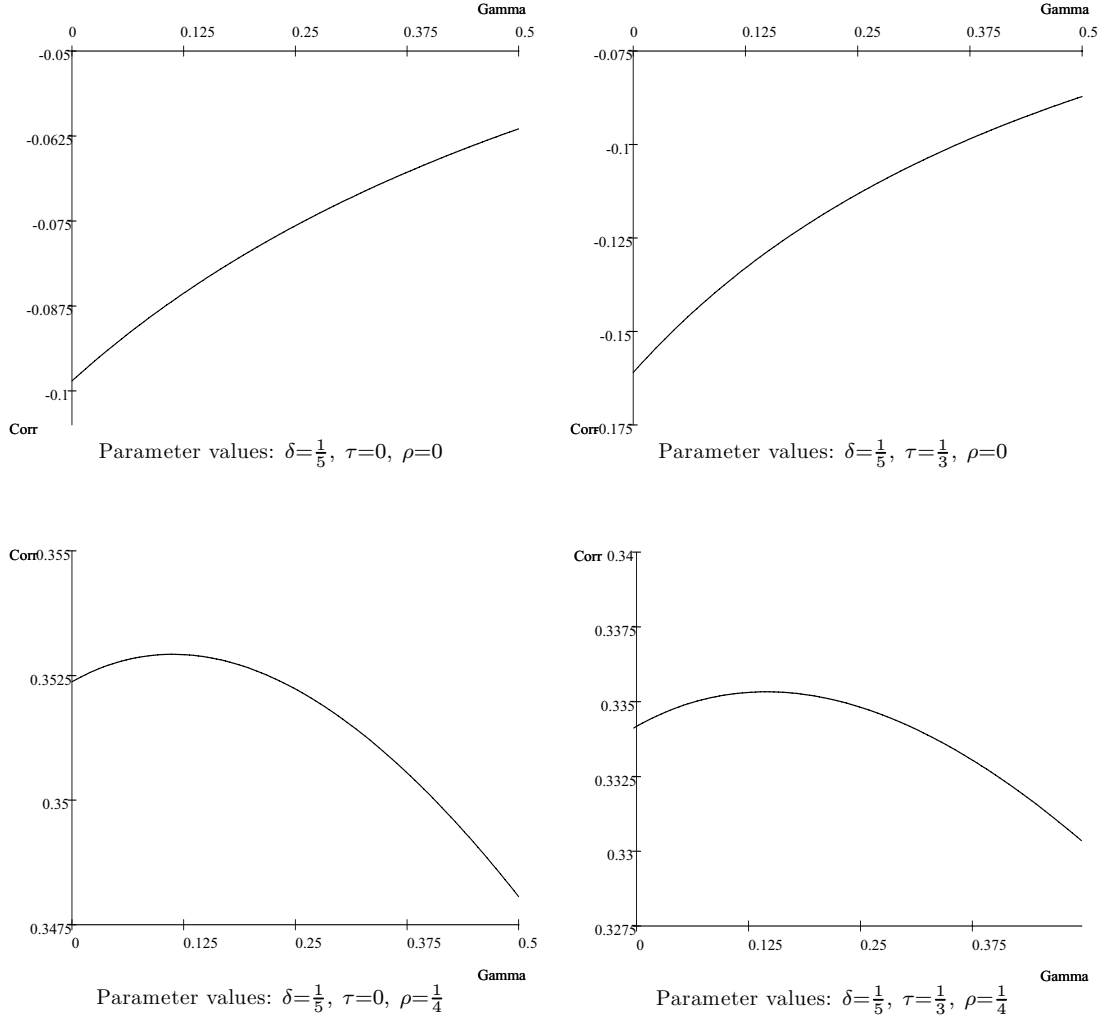 Gamma Gamma
0 0.125 0.25 0.375 0.5 0 0.125 0.25 0.375 0.5
-0.05 -0.075
-0.0625 -0.1
-0.075 -0.125
-0.0875 -0.15
-0.1
Corr Corr -0.175
Parameter values: δ=1/5, τ=0, ρ=0 Parameter values: δ=1/5, τ=1/3, ρ=0
Corr 0.355 Corr 0.34
0.3375
0.3525 0.335
0.3325
0.35 0.33
0.3475 0.3275
0 0.125 0.25 0.375 0.5 0 0.125 0.25 0.375
Gamma Gamma
Parameter values: δ=1/5, τ=0, ρ=1/4 Parameter values: δ=1/5, τ=1/3, ρ=1/4